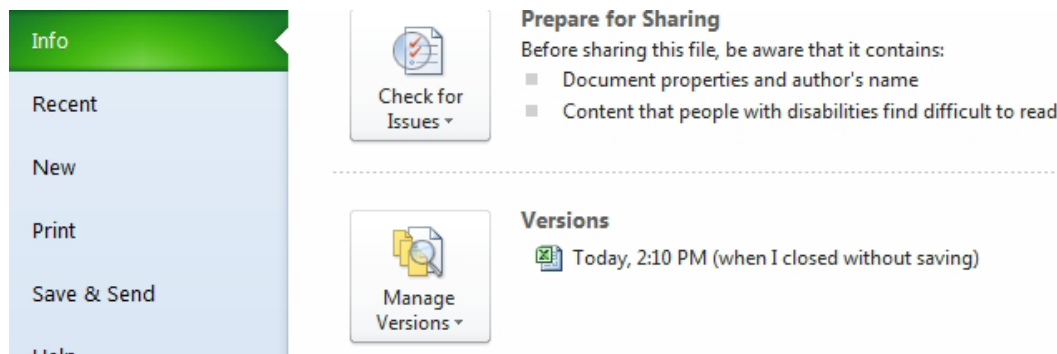 Info
Recent
New
Print
Save & Send
Help
Check for
Issues
Prepare for Sharing
Before sharing this file, be aware that it contains:
Document properties and author's name
Content that people with disabilities find difficult to read
Manage
Versions
Versions
Today, 2:10 PM (when I closed without saving)